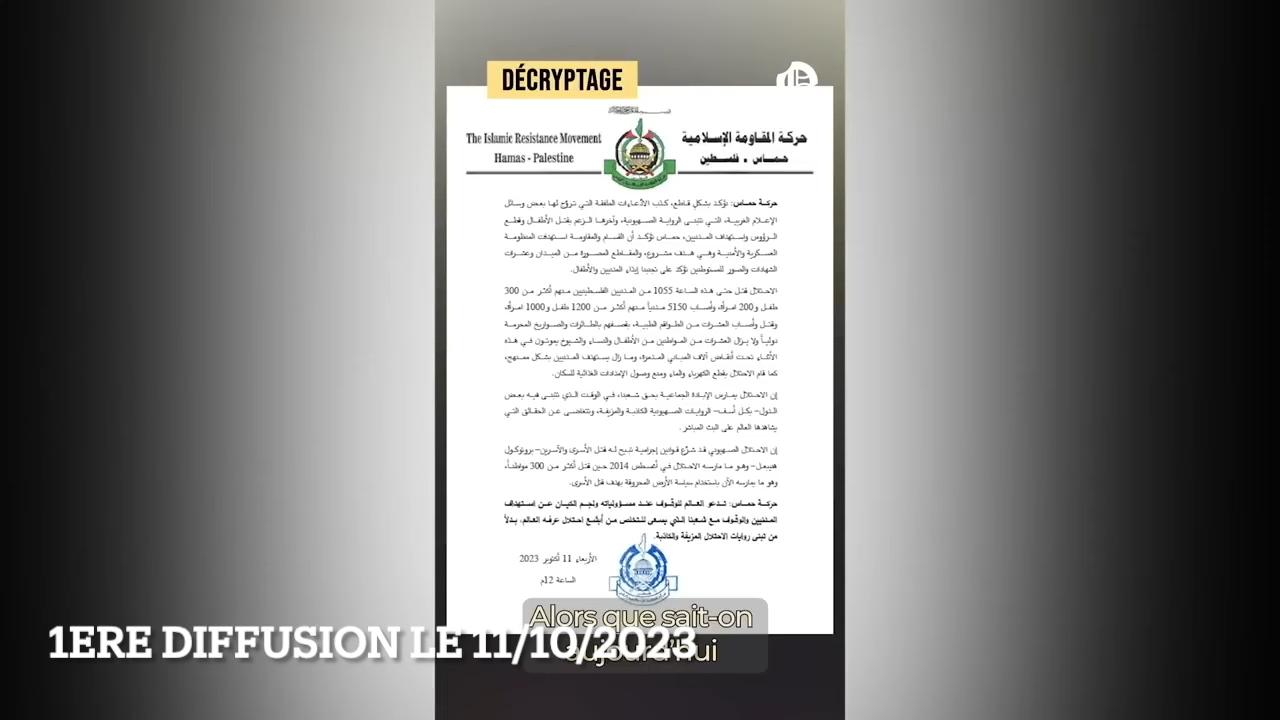 DÉCRYPTAGE
The Islamic Resistance Movement
Hamas - Palestine
حركة المقاومة الإسلامية
حماس . فلسطين
حركة حماس: نؤكد بشكل قاطع، كذب الادعاءات الملفقة التي تروّج لها بعض وسائل
الإعلام الغربية، التي تتبنى الرواية الصهيونية، وآخرها الزعم بقتل الأطفال وقطع
الرؤوس واستهداف المدنيين، حماس تؤكد أن القسام والمقاومة استهدفت المنظومة
العسكرية والأمنية وهي هدف مشروع، والمقاطع المصورة من الميدان وعشرات
الشهادات والصور للمستوطنين تؤكد على تجنبنا إيذاء المدنيين والأطفال.
الاحتلال قتل حتى هذه الساعة 1055 من المدنيين الفلسطينيين منهم أكثر من 300
طفل و200 امرأة، وأصاب 5150 مدنياً منهم أكثر من 1200 طفل و1000 امرأة،
وقتل وأصاب العشرات من الطواقم الطبية، بقصفهم بالطائرات والصواريخ المحرمة
دولياً ولا يزال العشرات من المواطنين من الأطفال والنساء والشيوخ يموتون في هذه
الأثناء تحت أنقاض آلاف المباني المدمرة، وما زال يستهدف المدنيين بشكل ممنهج،
كما قام الاحتلال بقطع الكهرباء والماء ومنع وصول الإمدادات الغذائية للسكان.
إن الاحتلال يمارس الإبادة الجماعية بحق شعبنا، في الوقت الذي تتبنى فيه بعض
الدول– بكل أسف– الروايات الصهيونية الكاذبة والمزيفة، وتتغاضى عن الحقائق التي
يشاهدها العالم على البث المباشر.
إن الاحتلال الصهيوني قد شرّع قوانين إجرامية تبيح له قتل الأسرى والآسرين– بروتوكول
هنيبعل– وهو ما مارسه الاحتلال في أغسطس 2014 حين قتل أكثر من 300 مواطناً،
وهو ما يمارسه الآن باستخدام سياسة الأرض المحروقة بهدف قتل الأسرى.
حركة حماس: تدعو العالم للوقوف عند مسؤولياته ولجم الكيان عن استهداف
المدنيين والوقوف مع شعبنا الذي يسعى للتخلص من أبشع احتلال عرفه العالم، بدلاً
من تبني روايات الاحتلال المزيفة والكاذبة.
الأربعاء 11 أكتوبر 2023
الساعة 12م
Alors que sait-on
aujourd'hui
1ERE DIFFUSION LE 11/10/2023